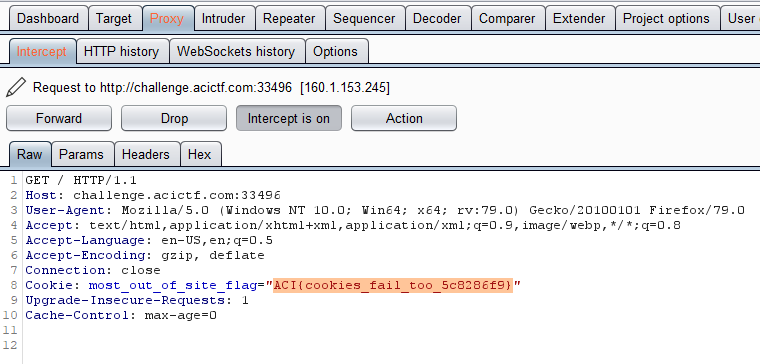 Dashboard Target Proxy Intruder Repeater Sequencer Decoder Comparer Extender Project options User
Intercept HTTP history WebSockets history Options
Request to http://challenge.acictf.com:33496 [160.1.153.245]
Forward Drop Intercept is on Action
Raw Params Headers Hex
1 GET / HTTP/1.1
2 Host: challenge.acictf.com:33496
3 User-Agent: Mozilla/5.0 (Windows NT 10.0; Win64; x64; rv:79.0) Gecko/20100101 Firefox/79.0
4 Accept: text/html,application/xhtml+xml,application/xml;q=0.9,image/webp,*/*;q=0.8
5 Accept-Language: en-US,en;q=0.5
6 Accept-Encoding: gzip, deflate
7 Connection: close
8 Cookie: most_out_of_site_flag="ACI{cookies_fail_too_5c8286f9}"
9 Upgrade-Insecure-Requests: 1
10 Cache-Control: max-age=0
11
12